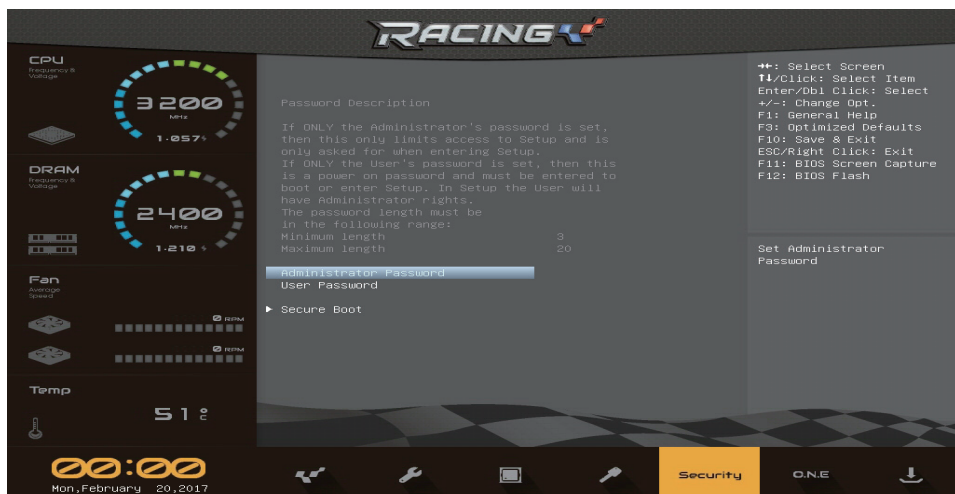 RACING
CPU
Frequency &
Voltage
3200
MHz
1.057V
DRAM
Frequency &
Voltage
2400
MHz
1.210 V
Fan
Average
Speed
0 RPM
0 RPM
Temp
51 °C
00:00
Mon,February 20,2017
Password Description
If ONLY the Administrator's password is set,
then this only limits access to Setup and is
only asked for when entering Setup.
If ONLY the User's password is set, then this
is a power on password and must be entered to
boot or enter Setup. In Setup the User will
have Administrator rights.
The password length must be
in the following range:
Minimum length 3
Maximum length 20
Administrator Password
User Password
▶ Secure Boot
→←: Select Screen
↑↓/Click: Select Item
Enter/Dbl Click: Select
+/-: Change Opt.
F1: General Help
F3: Optimized Defaults
F10: Save & Exit
ESC/Right Click: Exit
F11: BIOS Screen Capture
F12: BIOS Flash
Set Administrator
Password
Security
O.N.E